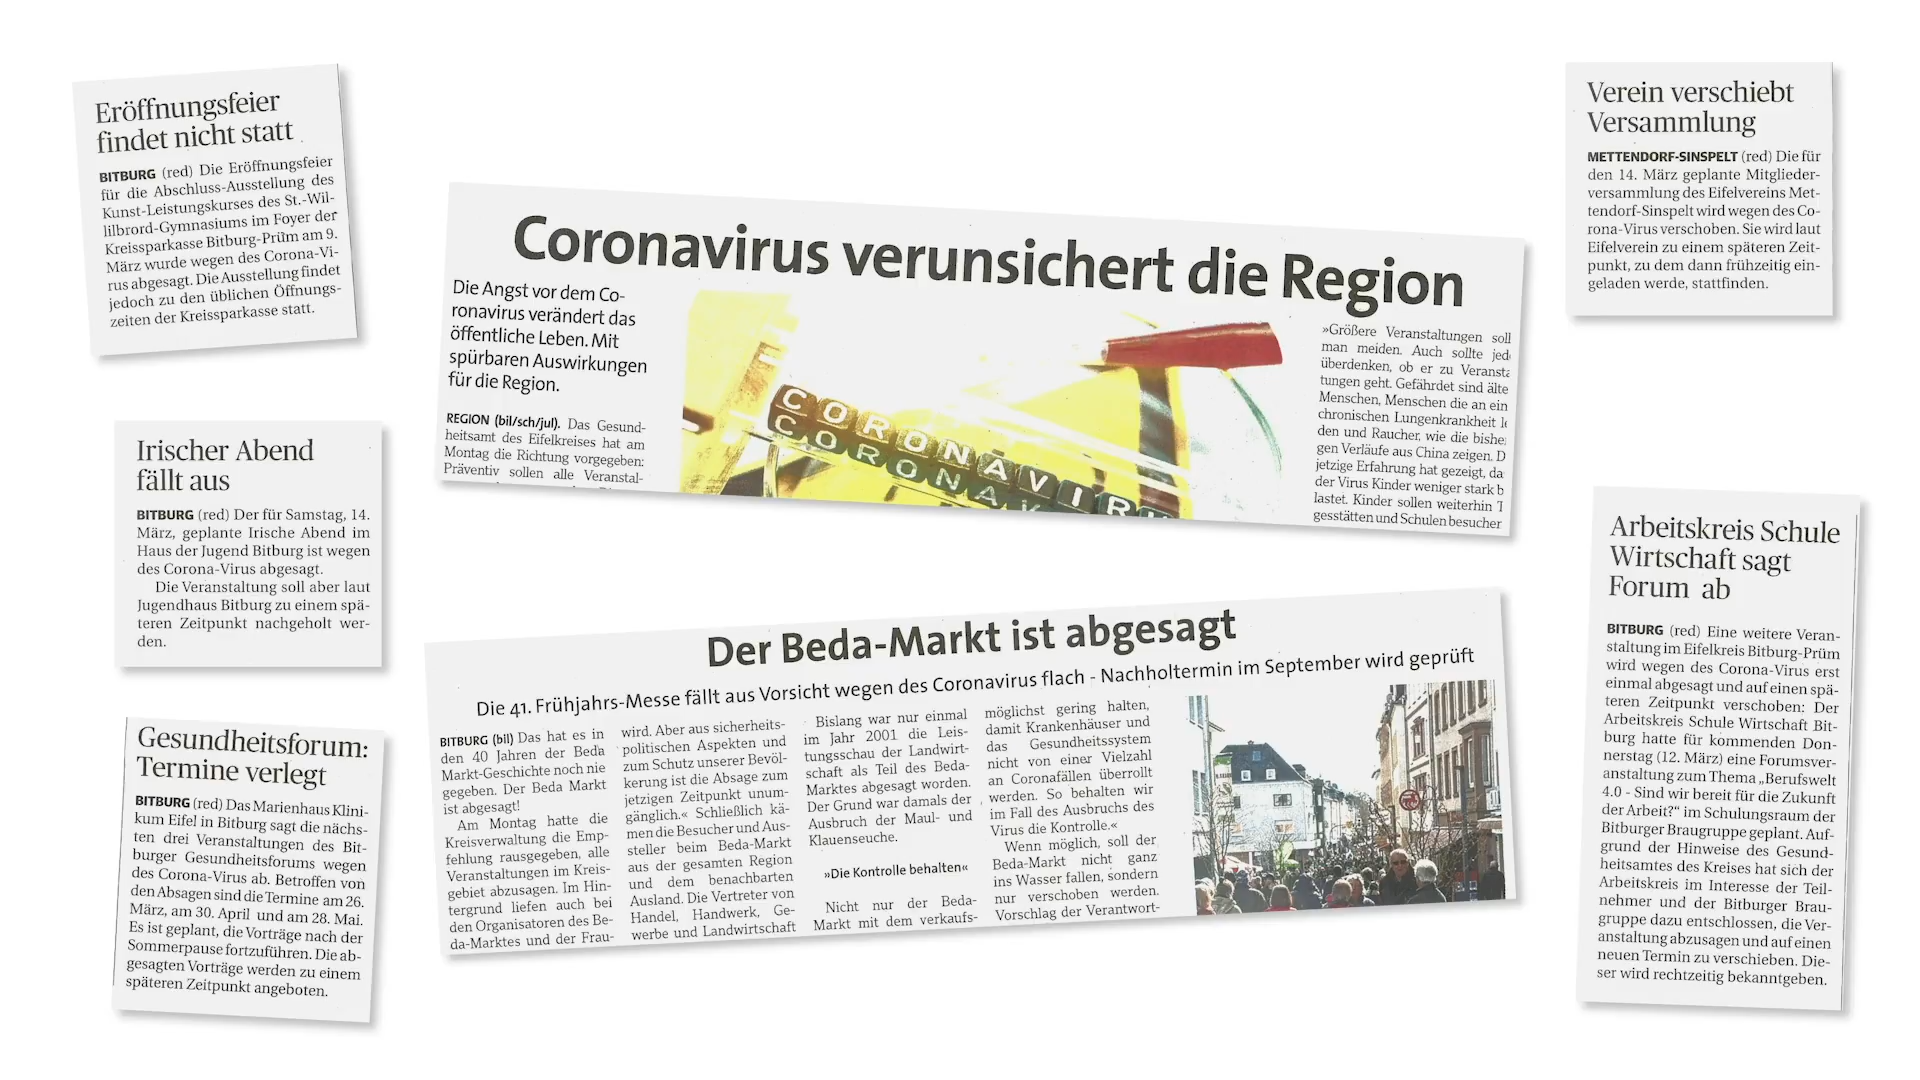 Eröffnungsfeier
findet nicht statt
BITBURG (red) Die Eröffnungsfeier
für die Abschluss-Ausstellung des
Kunst-Leistungskurses des St.-Wil-
lilbrord-Gymnasiums im Foyer der
Kreissparkasse Bitburg-Prüm am 9.
März wurde wegen des Corona-Vi-
rus abgesagt. Die Ausstellung findet
jedoch zu den üblichen Öffnungs-
zeiten der Kreissparkasse statt.
Irischer Abend
fällt aus
BITBURG (red) Der für Samstag, 14.
März, geplante Irische Abend im
Haus der Jugend Bitburg ist wegen
des Corona-Virus abgesagt.
Die Veranstaltung soll aber laut
Jugendhaus Bitburg zu einem spä-
teren Zeitpunkt nachgeholt wer-
den.
Gesundheitsforum:
Termine verlegt
BITBURG (red) Das Marienhaus Klini-
kum Eifel in Bitburg sagt die nächs-
ten drei Veranstaltungen des Bit-
burger Gesundheitsforums wegen
des Corona-Virus ab. Betroffen von
den Absagen sind die Termine am 26.
März, am 30. April und am 28. Mai.
Es ist geplant, die Vorträge nach der
Sommerpause fortzuführen. Die ab-
gesagten Vorträge werden zu einem
späteren Zeitpunkt angeboten.
Coronavirus verunsichert die Region
Die Angst vor dem Co-
ronavirus verändert das
öffentliche Leben. Mit
spürbaren Auswirkungen
für die Region.
REGION (bil/sch/jul). Das Gesund-
heitsamt des Eifelkreises hat am
Montag die Richtung vorgegeben:
Präventiv sollen alle Veranstal-
CORONAVIRU
CORONAV
»Größere Veranstaltungen soll
man meiden. Auch sollte jed
überdenken, ob er zu Veransta
tungen geht. Gefährdet sind älte
Menschen, Menschen die an ein
chronischen Lungenkrankheit le
den und Raucher, wie die bishe
gen Verläufe aus China zeigen. D
jetzige Erfahrung hat gezeigt, da
der Virus Kinder weniger stark b
lastet. Kinder sollen weiterhin T
gesstätten und Schulen besuchen
Der Beda-Markt ist abgesagt
Die 41. Frühjahrs-Messe fällt aus Vorsicht wegen des Coronavirus flach - Nachholtermin im September wird geprüft
BITBURG (bil) Das hat es in
den 40 Jahren der Beda
Markt-Geschichte noch nie
gegeben. Der Beda Markt
ist abgesagt!
Am Montag hatte die
Kreisverwaltung die Emp-
fehlung rausgegeben, alle
Veranstaltungen im Kreis-
gebiet abzusagen. Im Hin-
tergrund liefen auch bei
den Organisatoren des Be-
da-Marktes und der Frau-
wird. Aber aus sicherheits-
politischen Aspekten und
zum Schutz unserer Bevöl-
kerung ist die Absage zum
jetzigen Zeitpunkt unum-
gänglich.« Schließlich kä-
men die Besucher und Aus-
steller beim Beda-Markt
aus der gesamten Region
und dem benachbarten
Ausland. Die Vertreter von
Handel, Handwerk, Ge-
werbe und Landwirtschaft
Bislang war nur einmal
im Jahr 2001 die Leis-
tungsschau der Landwirt-
schaft als Teil des Beda-
Marktes abgesagt worden.
Der Grund war damals der
Ausbruch der Maul- und
Klauenseuche.
»Die Kontrolle behalten«
Nicht nur der Beda-
Markt mit dem verkaufs-
möglichst gering halten,
damit Krankenhäuser und
das Gesundheitssystem
nicht von einer Vielzahl
an Coronafällen überrollt
werden. So behalten wir
im Fall des Ausbruchs des
Virus die Kontrolle.«
Wenn möglich, soll der
Beda-Markt nicht ganz
ins Wasser fallen, sondern
nur verschoben werden.
Vorschlag der Verantwort-
Verein verschiebt
Versammlung
METTENDORF-SINSPELT (red) Die für
den 14. März geplante Mitglieder-
versammlung des Eifelvereins Met-
tendorf-Sinspelt wird wegen des Co-
rona-Virus verschoben. Sie wird laut
Eifelverein zu einem späteren Zeit-
punkt, zu dem dann frühzeitig ein-
geladen werde, stattfinden.
Arbeitskreis Schule
Wirtschaft sagt
Forum ab
BITBURG (red) Eine weitere Veran-
staltung im Eifelkreis Bitburg-Prüm
wird wegen des Corona-Virus erst
einmal abgesagt und auf einen spä-
teren Zeitpunkt verschoben: Der
Arbeitskreis Schule Wirtschaft Bit-
burg hatte für kommenden Don-
nerstag (12. März) eine Forumsver-
anstaltung zum Thema „Berufswelt
4.0 - Sind wir bereit für die Zukunft
der Arbeit?“ im Schulungsraum der
Bitburger Braugruppe geplant. Auf-
grund der Hinweise des Gesund-
heitsamtes des Kreises hat sich der
Arbeitskreis im Interesse der Teil-
nehmer und der Bitburger Brau-
gruppe dazu entschlossen, die Ver-
anstaltung abzusagen und auf einen
neuen Termin zu verschieben. Die-
ser wird rechtzeitig bekanntgeben.